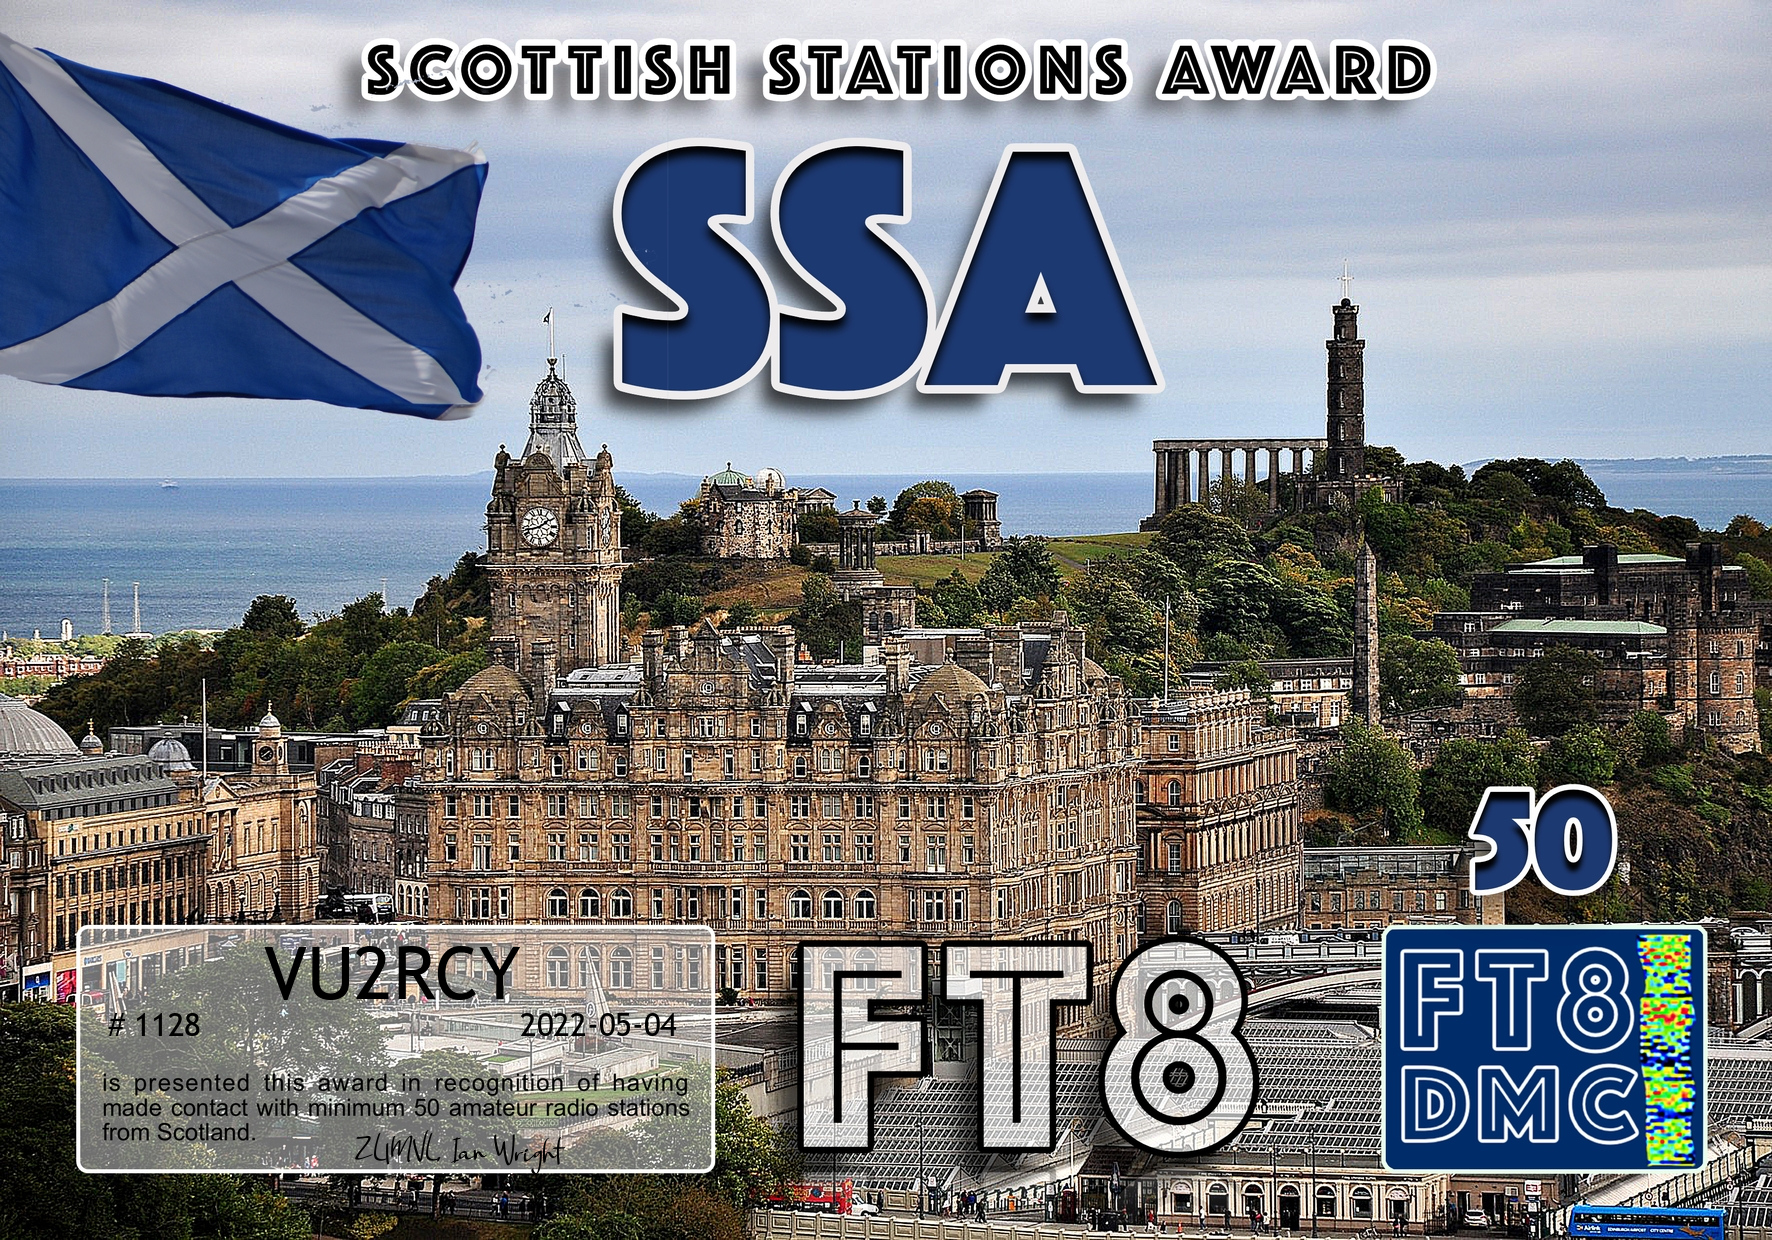 SCOTTISH STATIONS AWARD
SSA
50
VU2RCY
# 1128 2022-05-04
is presented this award in recognition of having
made contact with minimum 50 amateur radio stations
from Scotland.
ZL1MVL, Ian Wright
FT8
FT8
DMC